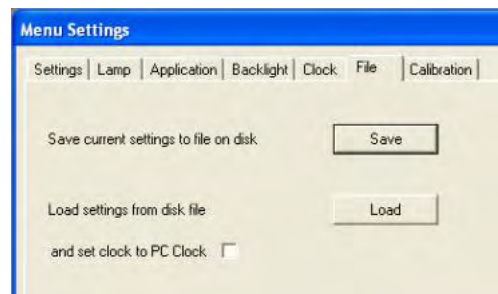 Menu Settings
Settings Lamp Application Backlight Clock File Calibration
Save current settings to file on disk Save
Load settings from disk file Load
and set clock to PC Clock